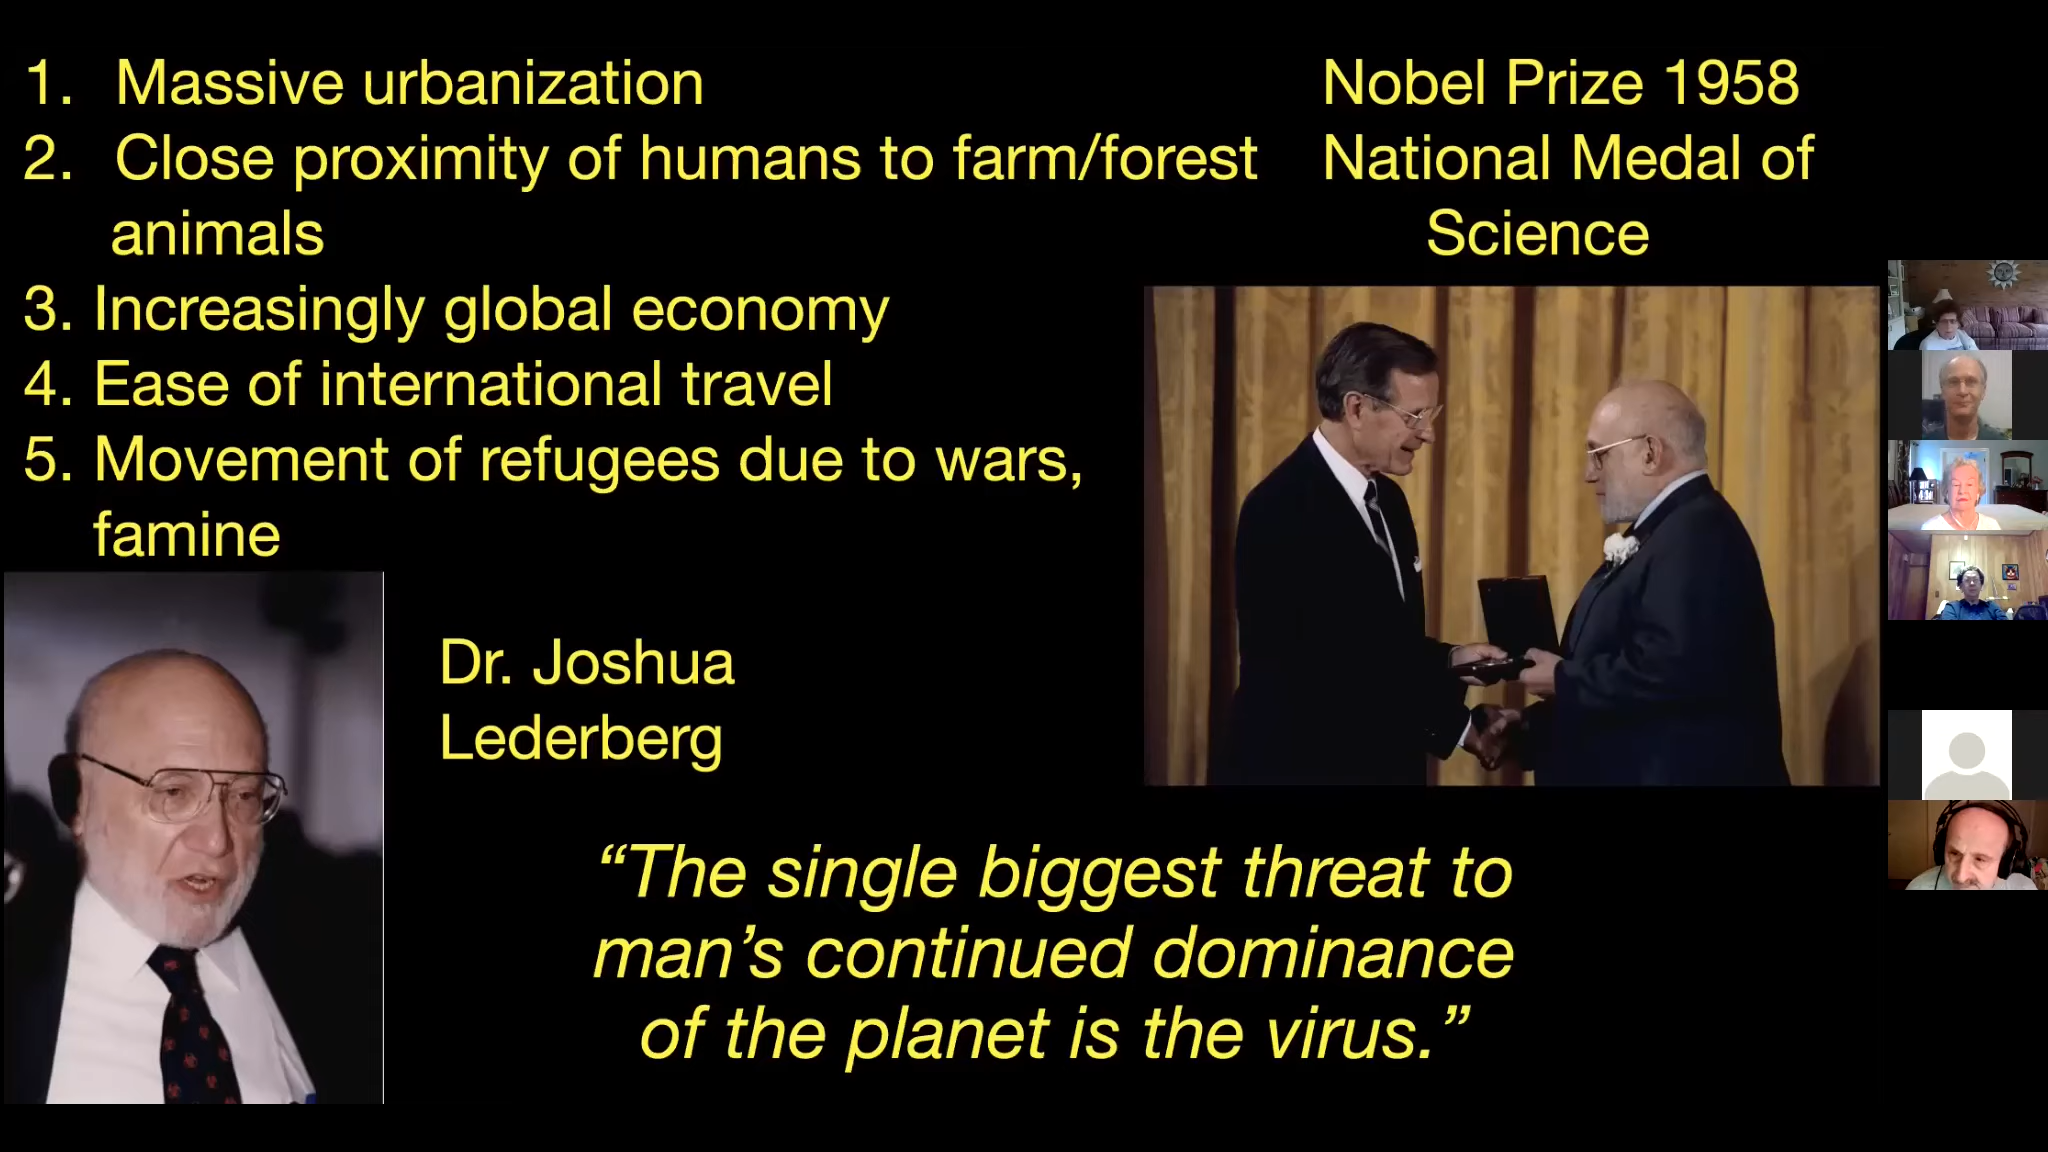 1. Massive urbanization
2. Close proximity of humans to farm/forest
animals
3. Increasingly global economy
4. Ease of international travel
5. Movement of refugees due to wars,
famine
Nobel Prize 1958
National Medal of
Science
Dr. Joshua
Lederberg
“The single biggest threat to
man’s continued dominance
of the planet is the virus.”